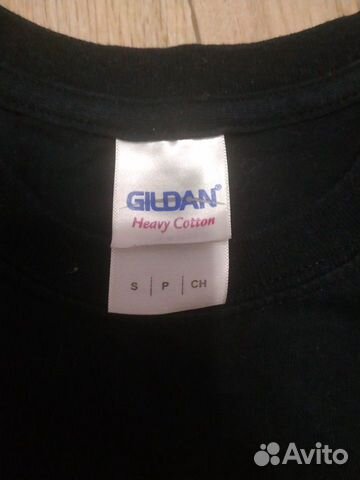 GILDAN®
Heavy Cotton
S | P | CH
Avito